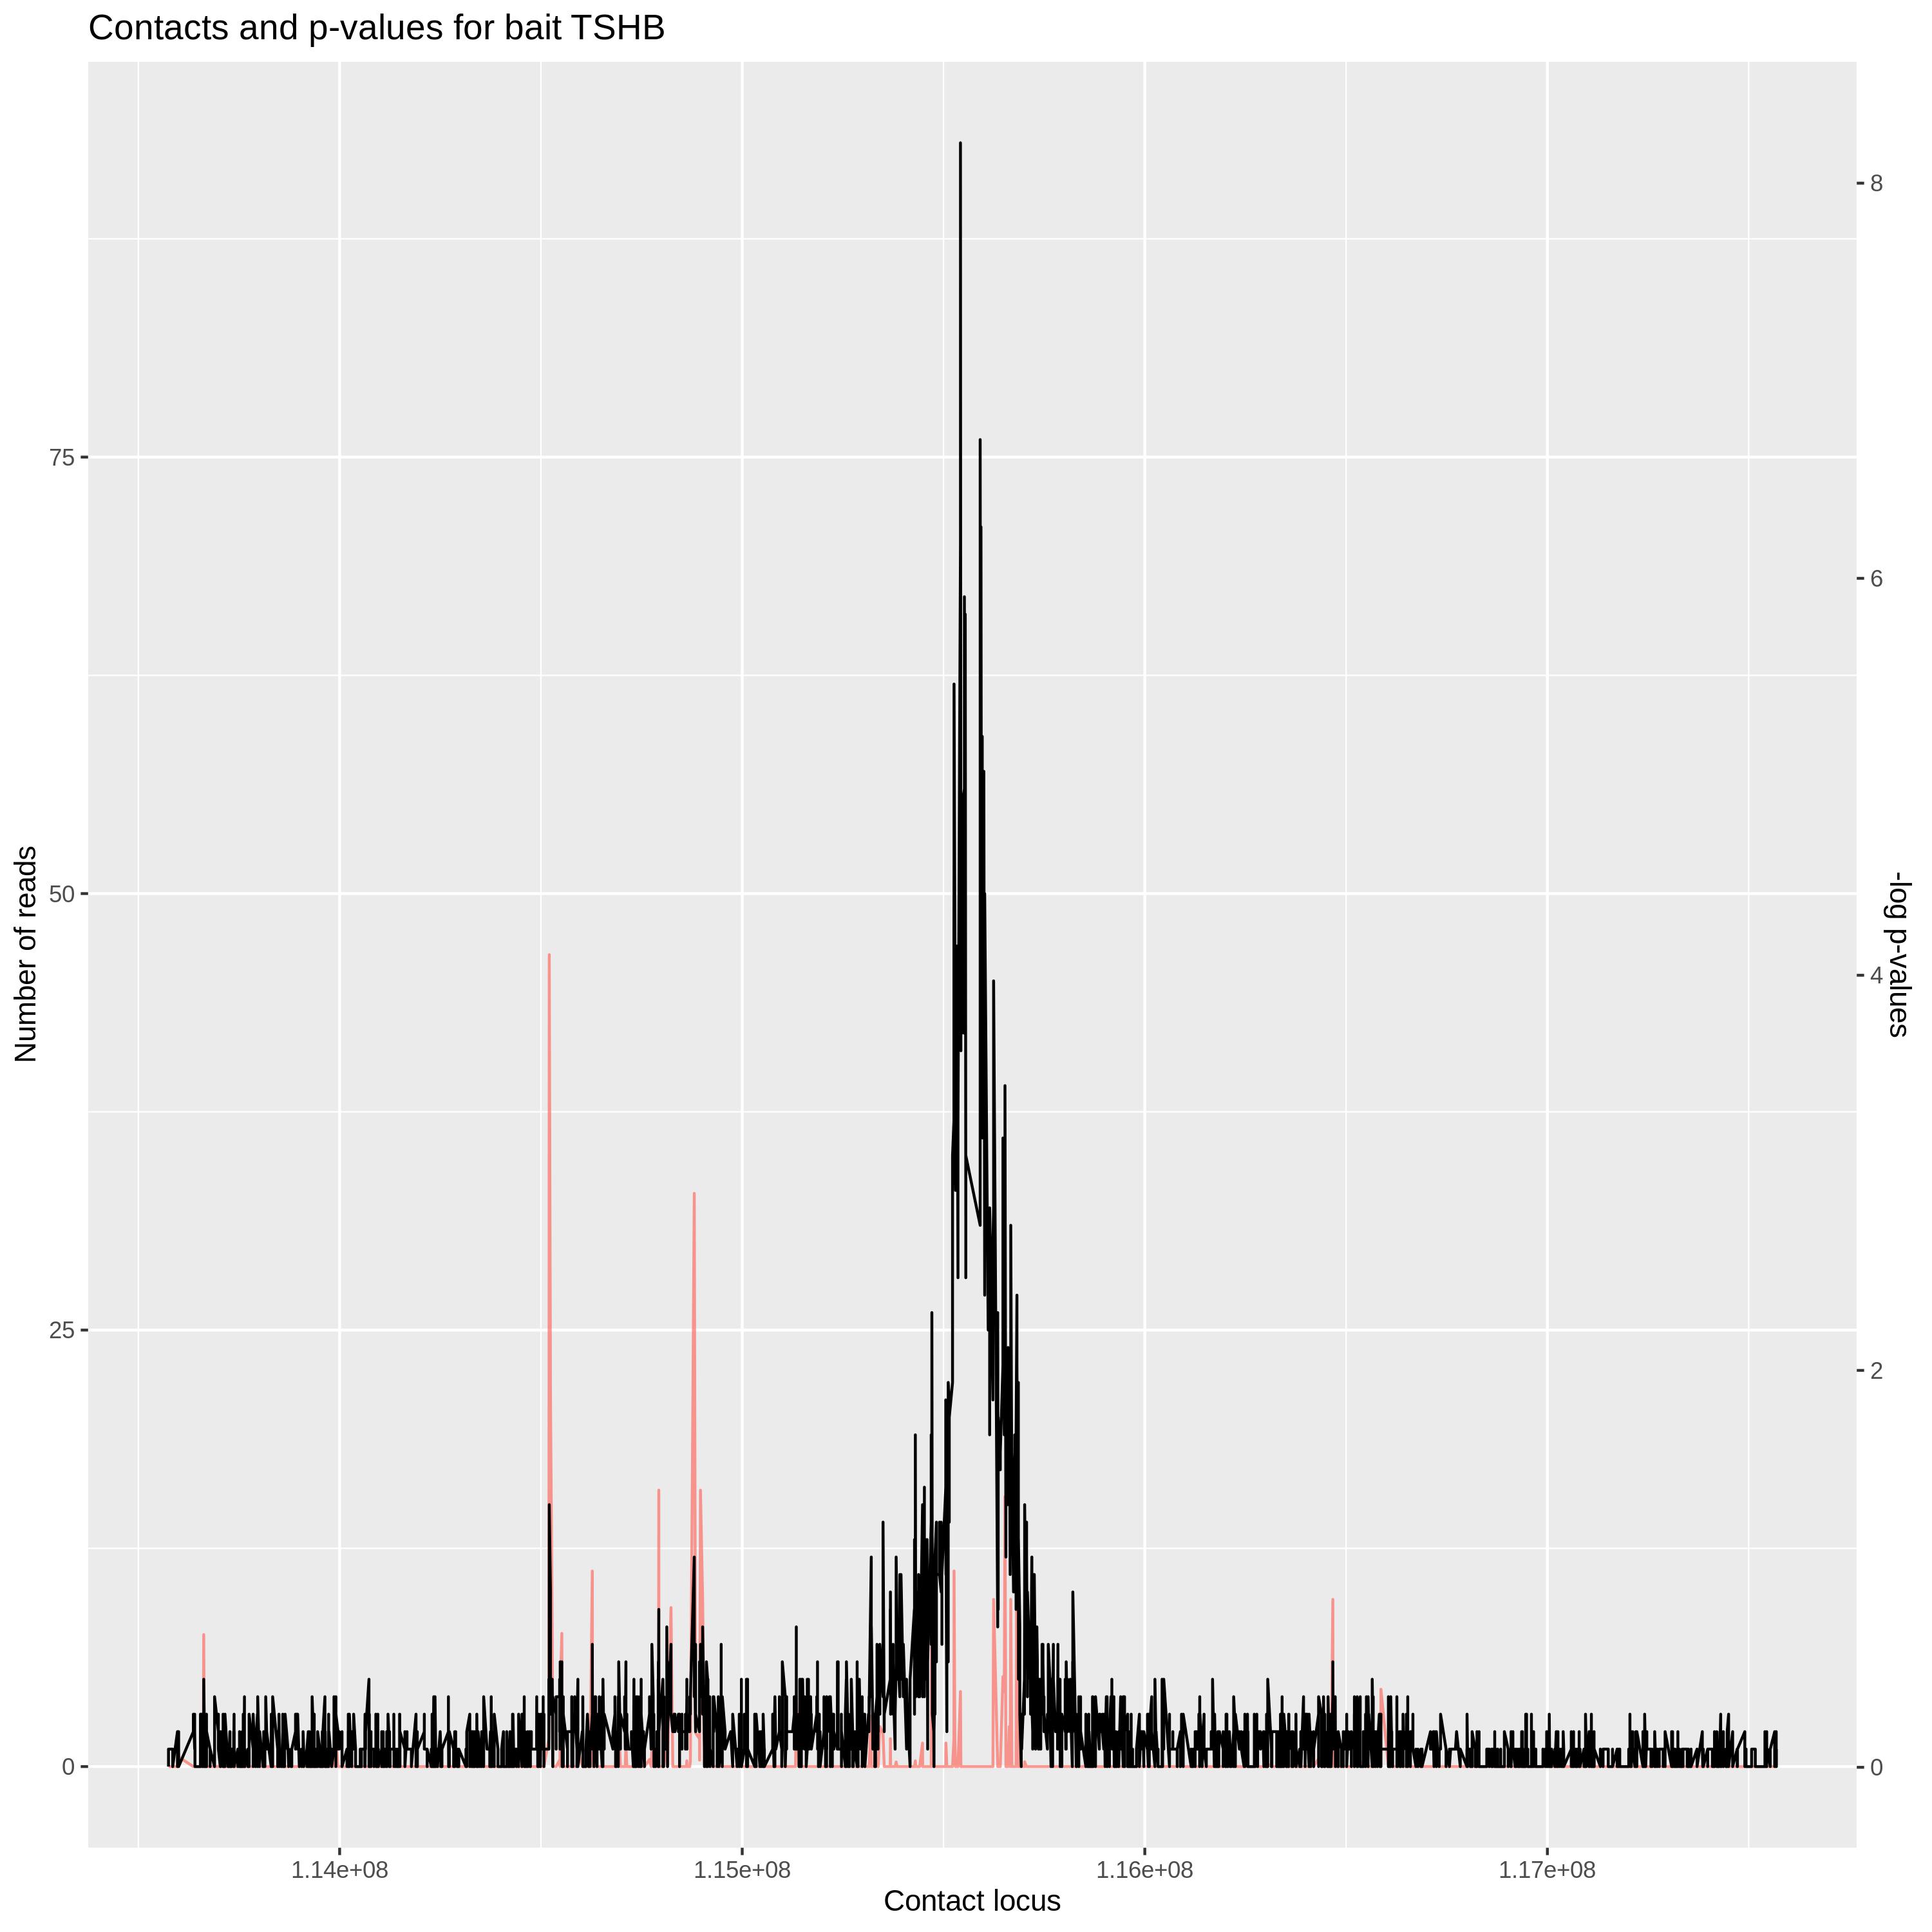 Contacts and p-values for bait TSHB
8
75
6
50
4
25
2
0
0
Number of reads
-log p-values
1.14e+08 1.15e+08 1.16e+08 1.17e+08
Contact locus